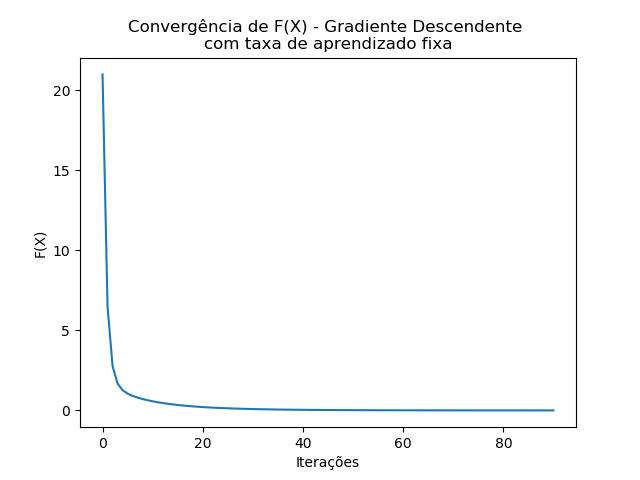 Convergência de F(X) - Gradiente Descendente
com taxa de aprendizado fixa
20
15
10
5
0
F(X)
0 20 40 60 80
Iterações